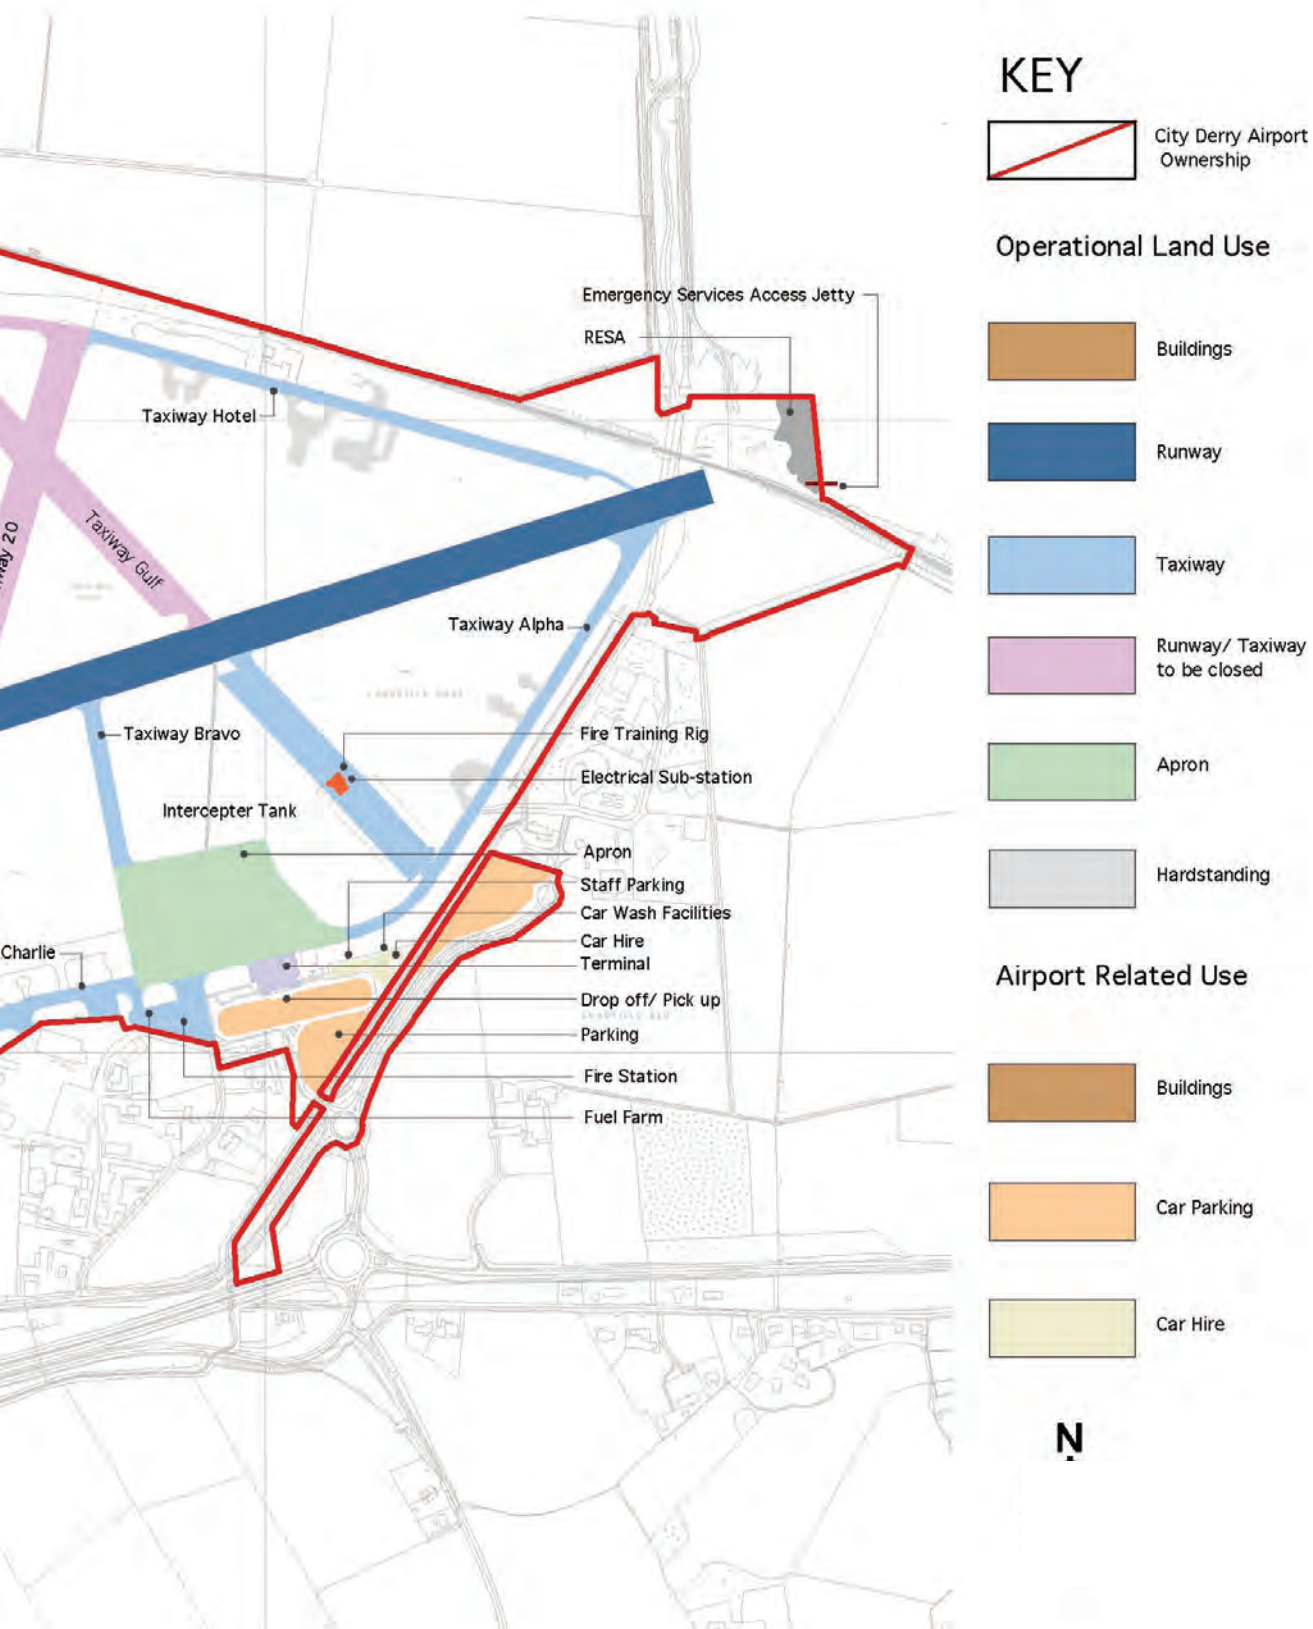 KEY
City Derry Airport
Ownership
Operational Land Use
Buildings
Runway
Taxiway
Runway/ Taxiway
to be closed
Apron
Hardstanding
Airport Related Use
Buildings
Car Parking
Car Hire
N
Emergency Services Access Jetty
RESA
Taxiway Hotel
Taxiway Gulf
20
Taxiway Alpha
Taxiway Bravo
Fire Training Rig
Electrical Sub-station
Intercepter Tank
Apron
Staff Parking
Car Wash Facilities
Car Hire
Charlie
Terminal
Drop off/ Pick up
Parking
Fire Station
Fuel Farm